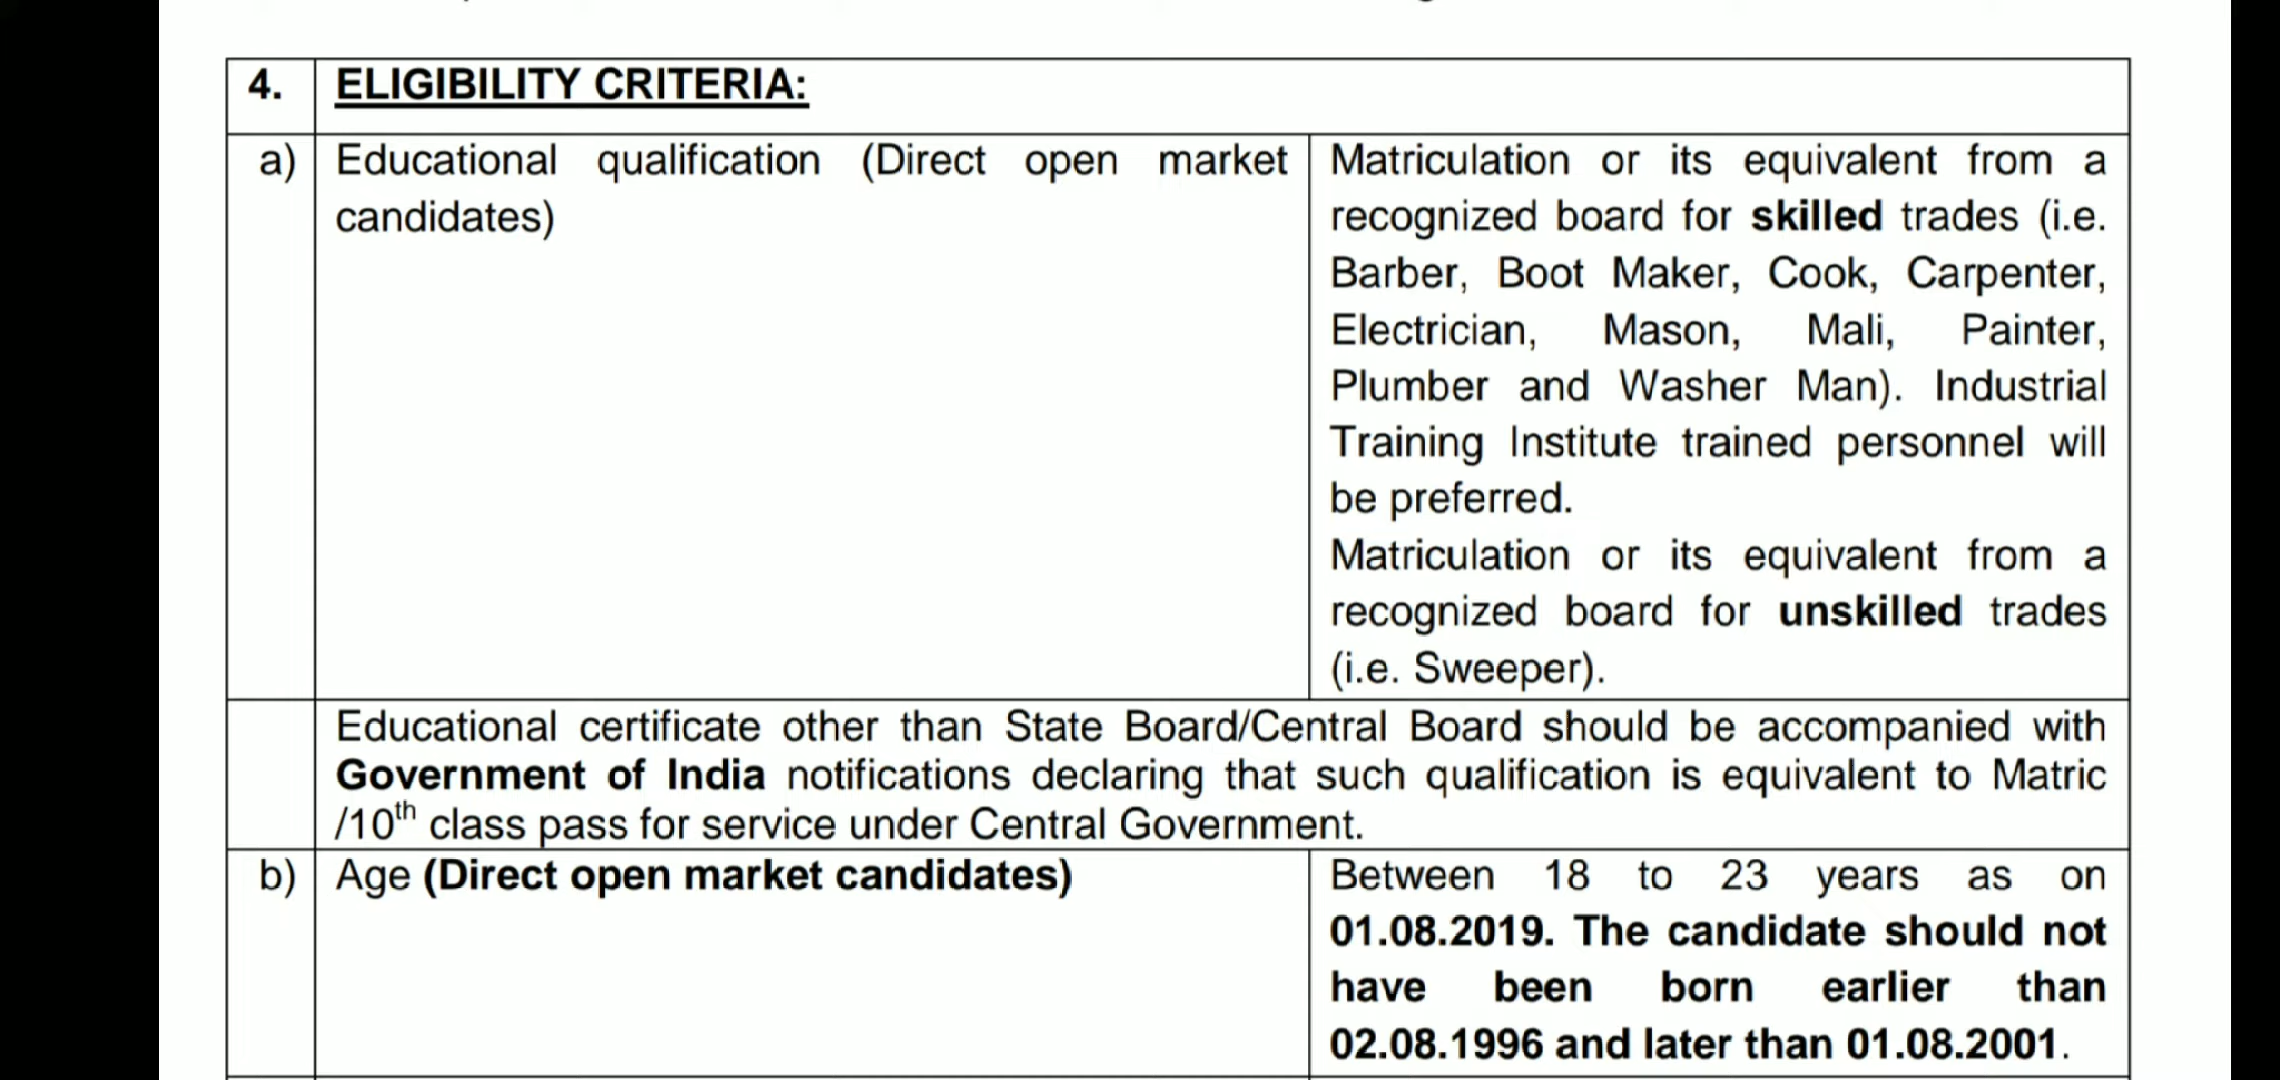 4. ELIGIBILITY CRITERIA:
a) Educational qualification (Direct open market
candidates)
Matriculation or its equivalent from a
recognized board for skilled trades (i.e.
Barber, Boot Maker, Cook, Carpenter,
Electrician, Mason, Mali, Painter,
Plumber and Washer Man). Industrial
Training Institute trained personnel will
be preferred.
Matriculation or its equivalent from a
recognized board for unskilled trades
(i.e. Sweeper).
Educational certificate other than State Board/Central Board should be accompanied with
Government of India notifications declaring that such qualification is equivalent to Matric
/10th class pass for service under Central Government.
b) Age (Direct open market candidates)
Between 18 to 23 years as on
01.08.2019. The candidate should not
have been born earlier than
02.08.1996 and later than 01.08.2001.